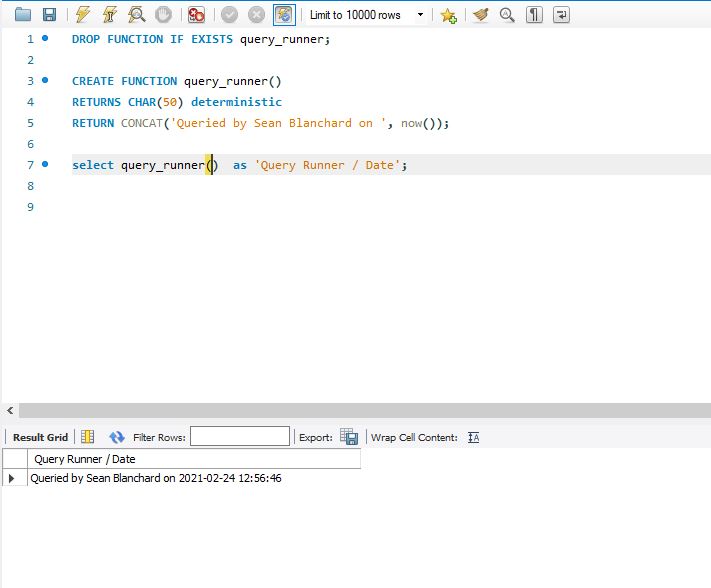 Limit to 10000 rows
1 DROP FUNCTION IF EXISTS query_runner;
2
3 CREATE FUNCTION query_runner()
4 RETURNS CHAR(50) deterministic
5 RETURN CONCAT('Queried by Sean Blanchard on ', now());
6
7 select query_runner()  as 'Query Runner / Date';
8
9
Result Grid Filter Rows: Export: Wrap Cell Content:
Query Runner / Date
Queried by Sean Blanchard on 2021-02-24 12:56:46